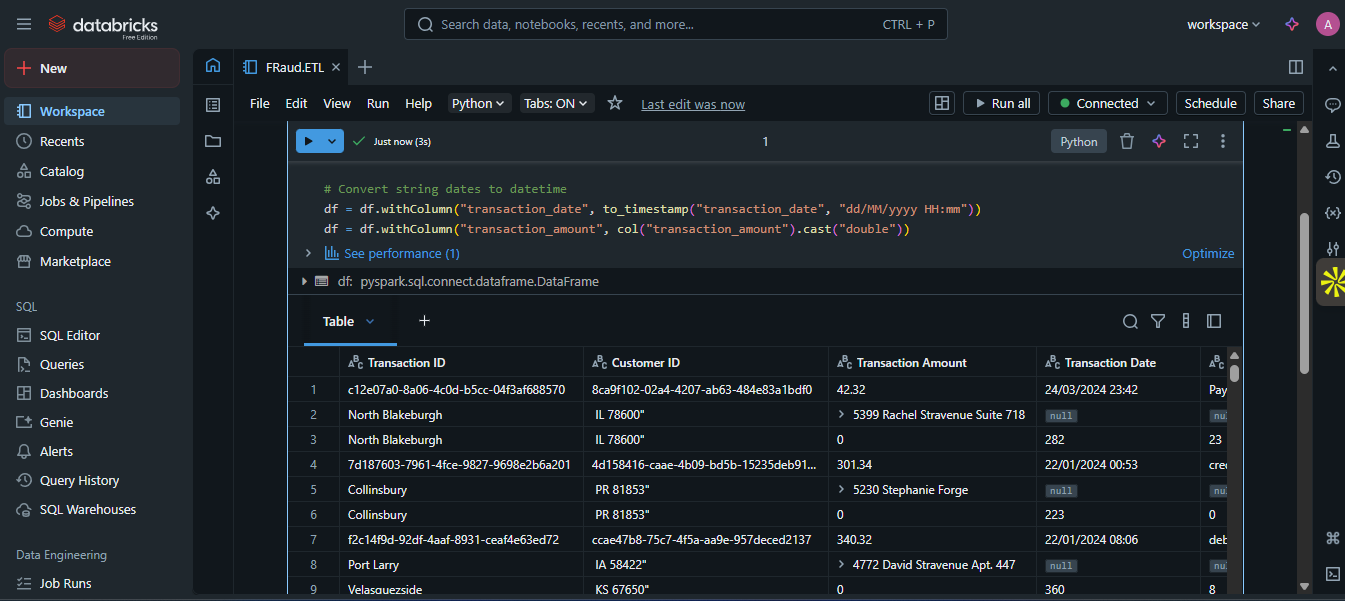 databricks
Free Edition
Search data, notebooks, recents, and more...
CTRL + P
workspace
A
New
Workspace
Recents
Catalog
Jobs & Pipelines
Compute
Marketplace
SQL
SQL Editor
Queries
Dashboards
Genie
Alerts
Query History
SQL Warehouses
Data Engineering
Job Runs
FRaud.ETL
File Edit View Run Help Python Tabs: ON Last edit was now
Run all Connected Schedule Share
Just now (3s)
1
Python
# Convert string dates to datetime
df = df.withColumn("transaction_date", to_timestamp("transaction_date", "dd/MM/yyyy HH:mm"))
df = df.withColumn("transaction_amount", col("transaction_amount").cast("double"))
See performance (1)
Optimize
df: pyspark.sql.connect.dataframe.DataFrame
Table
Transaction ID Customer ID Transaction Amount Transaction Date
1 c12e07a0-8a06-4c0d-b5cc-04f3af688570 8ca9f102-02a4-4207-ab63-484e83a1bdf0 42.32 24/03/2024 23:42 Pay
2 North Blakeburgh IL 78600" 5399 Rachel Stravenue Suite 718 null nu
3 North Blakeburgh IL 78600" 0 282 23
4 7d187603-7961-4fce-9827-9698e2b6a201 4d158416-caae-4b09-bd5b-15235deb91... 301.34 22/01/2024 00:53 cre
5 Collinsbury PR 81853" 5230 Stephanie Forge null nu
6 Collinsbury PR 81853" 0 223 0
7 f2c14f9d-92df-4aaf-8931-ceaf4e63ed72 ccae47b8-75c7-4f5a-aa9e-957deced2137 340.32 22/01/2024 08:06 deb
8 Port Larry IA 58422" 4772 David Stravenue Apt. 447 null nu
9 Velasquezside KS 67650" 0 360 8